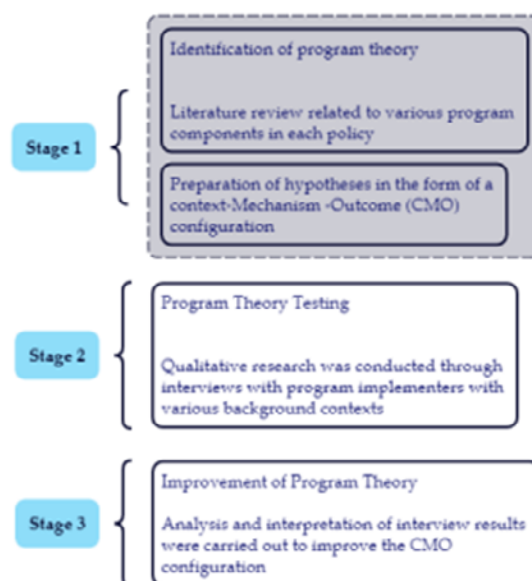 Stage 1
Identification of program theory
Literature review related to various program
components in each policy
Preparation of hypotheses in the form of a
context-Mechanism -Outcome (CMO)
configuration
Stage 2
Program Theory Testing
Qualitative research was conducted through
interviews with program implementers with
various background contexts
Stage 3
Improvement of Program Theory
Analysis and interpretation of interview results
were carried out to improve the CMO
configuration